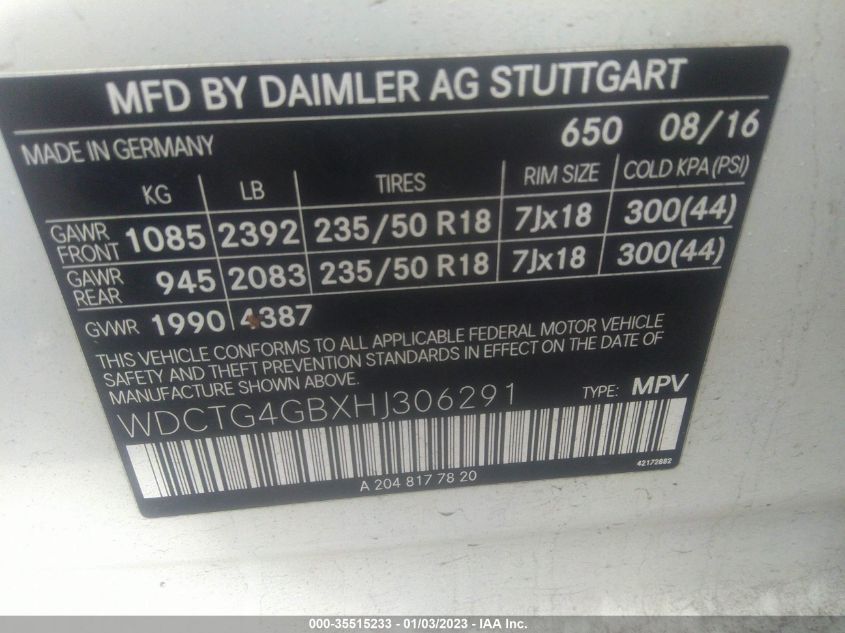 MFD BY DAIMLER AG STUTTGART
MADE IN GERMANY 650 08/16
KG LB TIRES RIM SIZE COLD KPA (PSI)
GAWR FRONT 1085 2392 235/50 R18 7Jx18 300(44)
GAWR REAR 945 2083 235/50 R18 7Jx18 300(44)
GVWR 1990 4387
THIS VEHICLE CONFORMS TO ALL APPLICABLE FEDERAL MOTOR VEHICLE
SAFETY AND THEFT PREVENTION STANDARDS IN EFFECT ON THE DATE OF
MANUFACTURE SHOWN ABOVE.
WDCTG4GBXHJ306291 TYPE: MPV
A 204 817 78 20 42172682
000-35515233 - 01/03/2023 - IAA Inc.